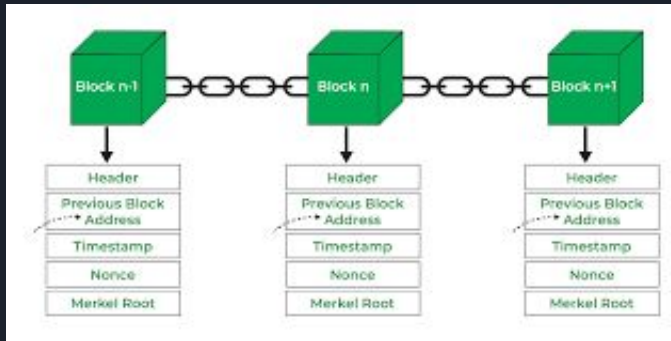 Block n-1
Block n
Block n+1
Header
Previous Block
Address
Timestamp
Nonce
Merkel Root
Header
Previous Block
Address
Timestamp
Nonce
Merkel Root
Header
Previous Block
Address
Timestamp
Nonce
Merkel Root